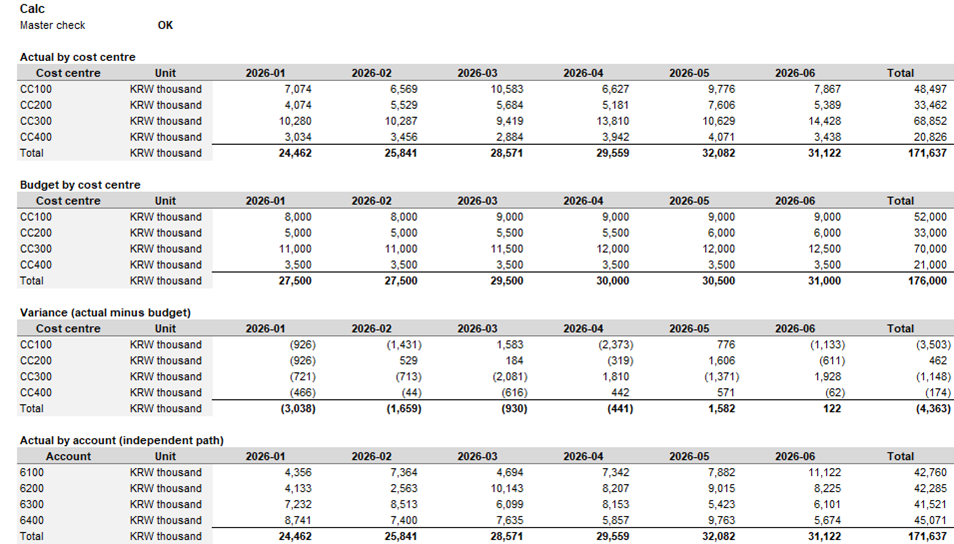 Calc
Master check OK
Actual by cost centre
Cost centre Unit 2026-01 2026-02 2026-03 2026-04 2026-05 2026-06 Total
CC100 KRW thousand 7,074 6,569 10,583 6,627 9,776 7,867 48,497
CC200 KRW thousand 4,074 5,529 5,684 5,181 7,606 5,389 33,462
CC300 KRW thousand 10,280 10,287 9,419 13,810 10,629 14,428 68,852
CC400 KRW thousand 3,034 3,456 2,884 3,942 4,071 3,438 20,826
Total KRW thousand 24,462 25,841 28,571 29,559 32,082 31,122 171,637
Budget by cost centre
Cost centre Unit 2026-01 2026-02 2026-03 2026-04 2026-05 2026-06 Total
CC100 KRW thousand 8,000 8,000 9,000 9,000 9,000 9,000 52,000
CC200 KRW thousand 5,000 5,000 5,500 5,500 6,000 6,000 33,000
CC300 KRW thousand 11,000 11,000 11,500 12,000 12,000 12,500 70,000
CC400 KRW thousand 3,500 3,500 3,500 3,500 3,500 3,500 21,000
Total KRW thousand 27,500 27,500 29,500 30,000 30,500 31,000 176,000
Variance (actual minus budget)
Cost centre Unit 2026-01 2026-02 2026-03 2026-04 2026-05 2026-06 Total
CC100 KRW thousand (926) (1,431) 1,583 (2,373) 776 (1,133) (3,503)
CC200 KRW thousand (926) 529 184 (319) 1,606 (611) 462
CC300 KRW thousand (721) (713) (2,081) 1,810 (1,371) 1,928 (1,148)
CC400 KRW thousand (466) (44) (616) 442 571 (62) (174)
Total KRW thousand (3,038) (1,659) (930) (441) 1,582 122 (4,363)
Actual by account (independent path)
Account Unit 2026-01 2026-02 2026-03 2026-04 2026-05 2026-06 Total
6100 KRW thousand 4,356 7,364 4,694 7,342 7,882 11,122 42,760
6200 KRW thousand 4,133 2,563 10,143 8,207 9,015 8,225 42,285
6300 KRW thousand 7,232 8,513 6,099 8,153 5,423 6,101 41,521
6400 KRW thousand 8,741 7,400 7,635 5,857 9,763 5,674 45,071
Total KRW thousand 24,462 25,841 28,571 29,559 32,082 31,122 171,637